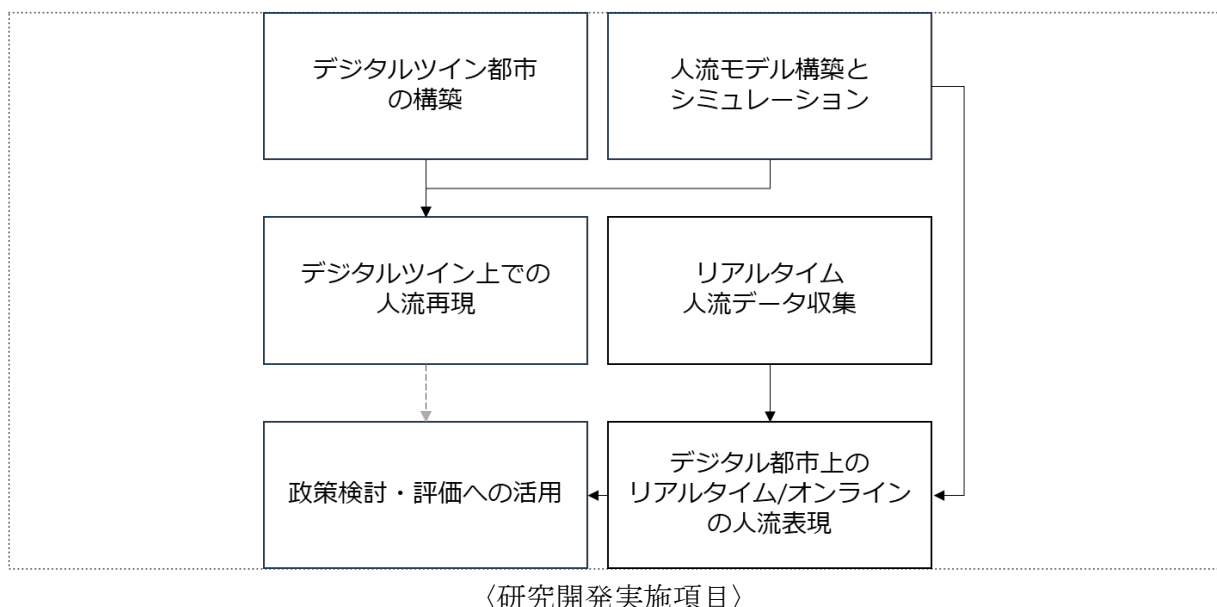 デジタルツイン都市
の構築
人流モデル構築と
シミュレーション
デジタルツイン上での
人流再現
リアルタイム
人流データ収集
政策検討・評価への活用
デジタル都市上の
リアルタイム/オンライン
の人流表現
〈研究開発実施項目〉